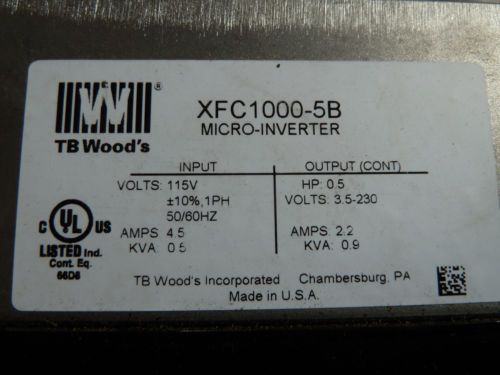 XFC1000-5B
MICRO-INVERTER
®
TB Wood's
INPUT
VOLTS: 115V
±10%,1PH
50/60HZ
AMPS: 4.5
KVA: 0.5
OUTPUT (CONT)
HP: 0.5
VOLTS: 3.5-230
AMPS: 2.2
KVA: 0.9
C UL US
LISTED Ind.
Cont. Eq.
66D6
TB Wood's Incorporated Chambersburg, PA
Made in U.S.A.